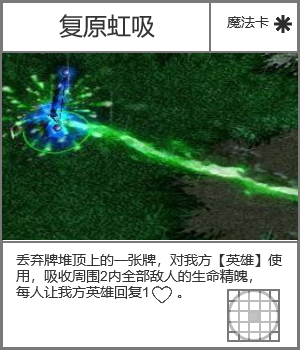 复原虹吸
魔法卡
丢弃牌堆顶上的一张牌，对我方【英雄】使
用，吸收周围2内全部敌人的生命精魄，
每人让我方英雄回复1♡。